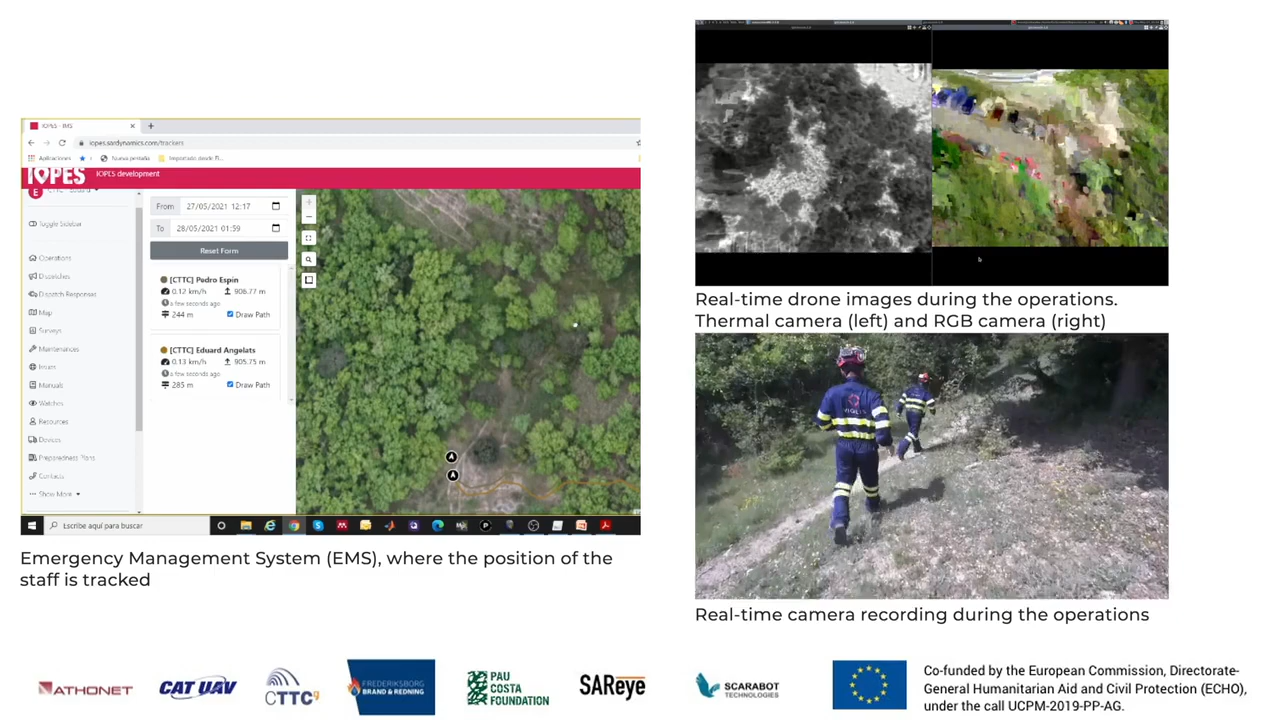 IOPES - EMS
iopes.sardynamics.com/trackers
Aplicaciones
Nueva pestaña
Importado desde Fi...
IOPES
IOPES development
E
Toggle Sidebar
Operations
Dispatches
Dispatch Responses
Map
Surveys
Maintenances
Issues
Manuals
Watches
Resources
Devices
Preparedness Plans
Contacts
Show More
From 27/05/2021 12:17
To 28/05/2021 01:59
Reset Form
[CTTC] Pedro Espin
0.12 km/h 906.77 m
a few seconds ago
244 m Draw Path
[CTTC] Eduard Angelats
0.13 km/h 905.75 m
a few seconds ago
285 m Draw Path
Escribe aquí para buscar
Emergency Management System (EMS), where the position of the
staff is tracked
Real-time drone images during the operations.
Thermal camera (left) and RGB camera (right)
Real-time camera recording during the operations
ATHONET
CAT UAV
CTTC
FREDERIKSBORG
BRAND & REDNING
PAU
COSTA
FOUNDATION
SAReye
SCARABOT
TECHNOLOGIES
Co-funded by the European Commission, Directorate-
General Humanitarian Aid and Civil Protection (ECHO),
under the call UCPM-2019-PP-AG.